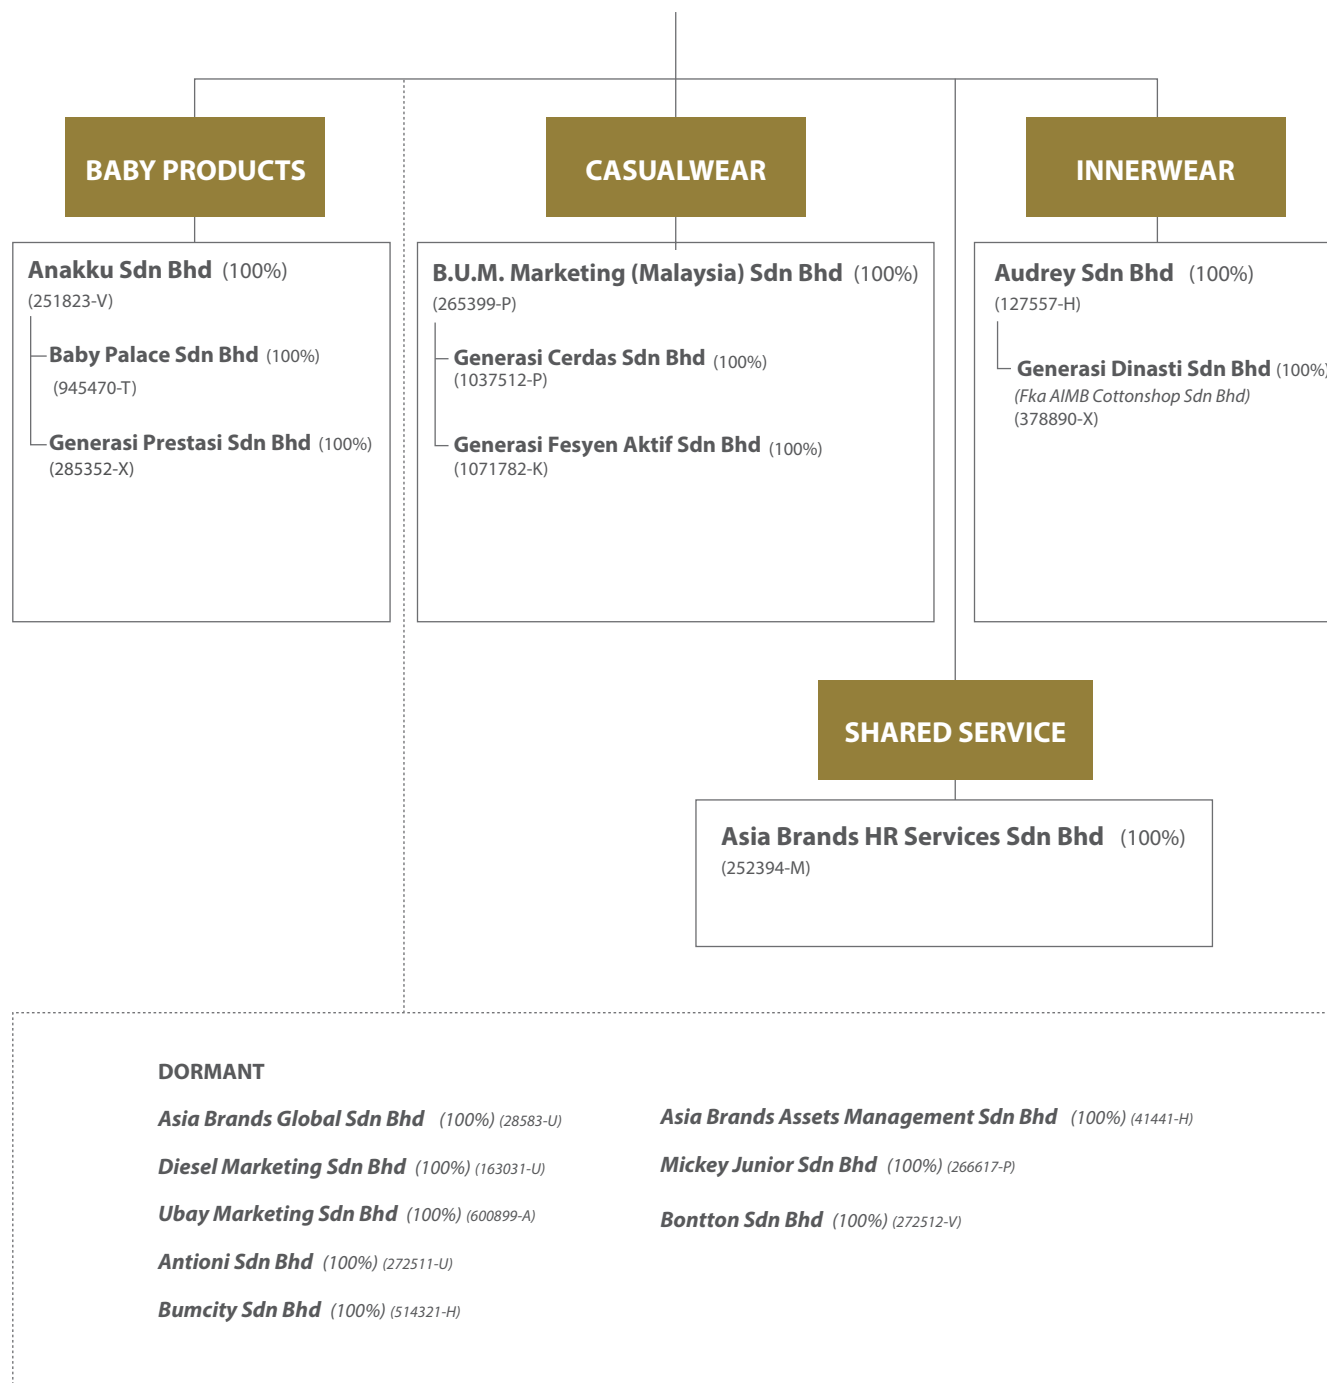 BABY PRODUCTS
Anakku Sdn Bhd (100%)
(251823-V)
Baby Palace Sdn Bhd (100%)
(945470-T)
Generasi Prestasi Sdn Bhd (100%)
(285352-X)
CASUALWEAR
B.U.M. Marketing (Malaysia) Sdn Bhd (100%)
(265399-P)
Generasi Cerdas Sdn Bhd (100%)
(1037512-P)
Generasi Fesyen Aktif Sdn Bhd (100%)
(1071782-K)
INNERWEAR
Audrey Sdn Bhd (100%)
(127557-H)
Generasi Dinasti Sdn Bhd (100%)
(Fka AIMB Cottonshop Sdn Bhd)
(378890-X)
SHARED SERVICE
Asia Brands HR Services Sdn Bhd (100%)
(252394-M)
DORMANT
Asia Brands Global Sdn Bhd (100%) (28583-U)
Diesel Marketing Sdn Bhd (100%) (163031-U)
Ubay Marketing Sdn Bhd (100%) (600899-A)
Antioni Sdn Bhd (100%) (272511-U)
Bumcity Sdn Bhd (100%) (514321-H)
Asia Brands Assets Management Sdn Bhd (100%) (41441-H)
Mickey Junior Sdn Bhd (100%) (266617-P)
Bontton Sdn Bhd (100%) (272512-V)